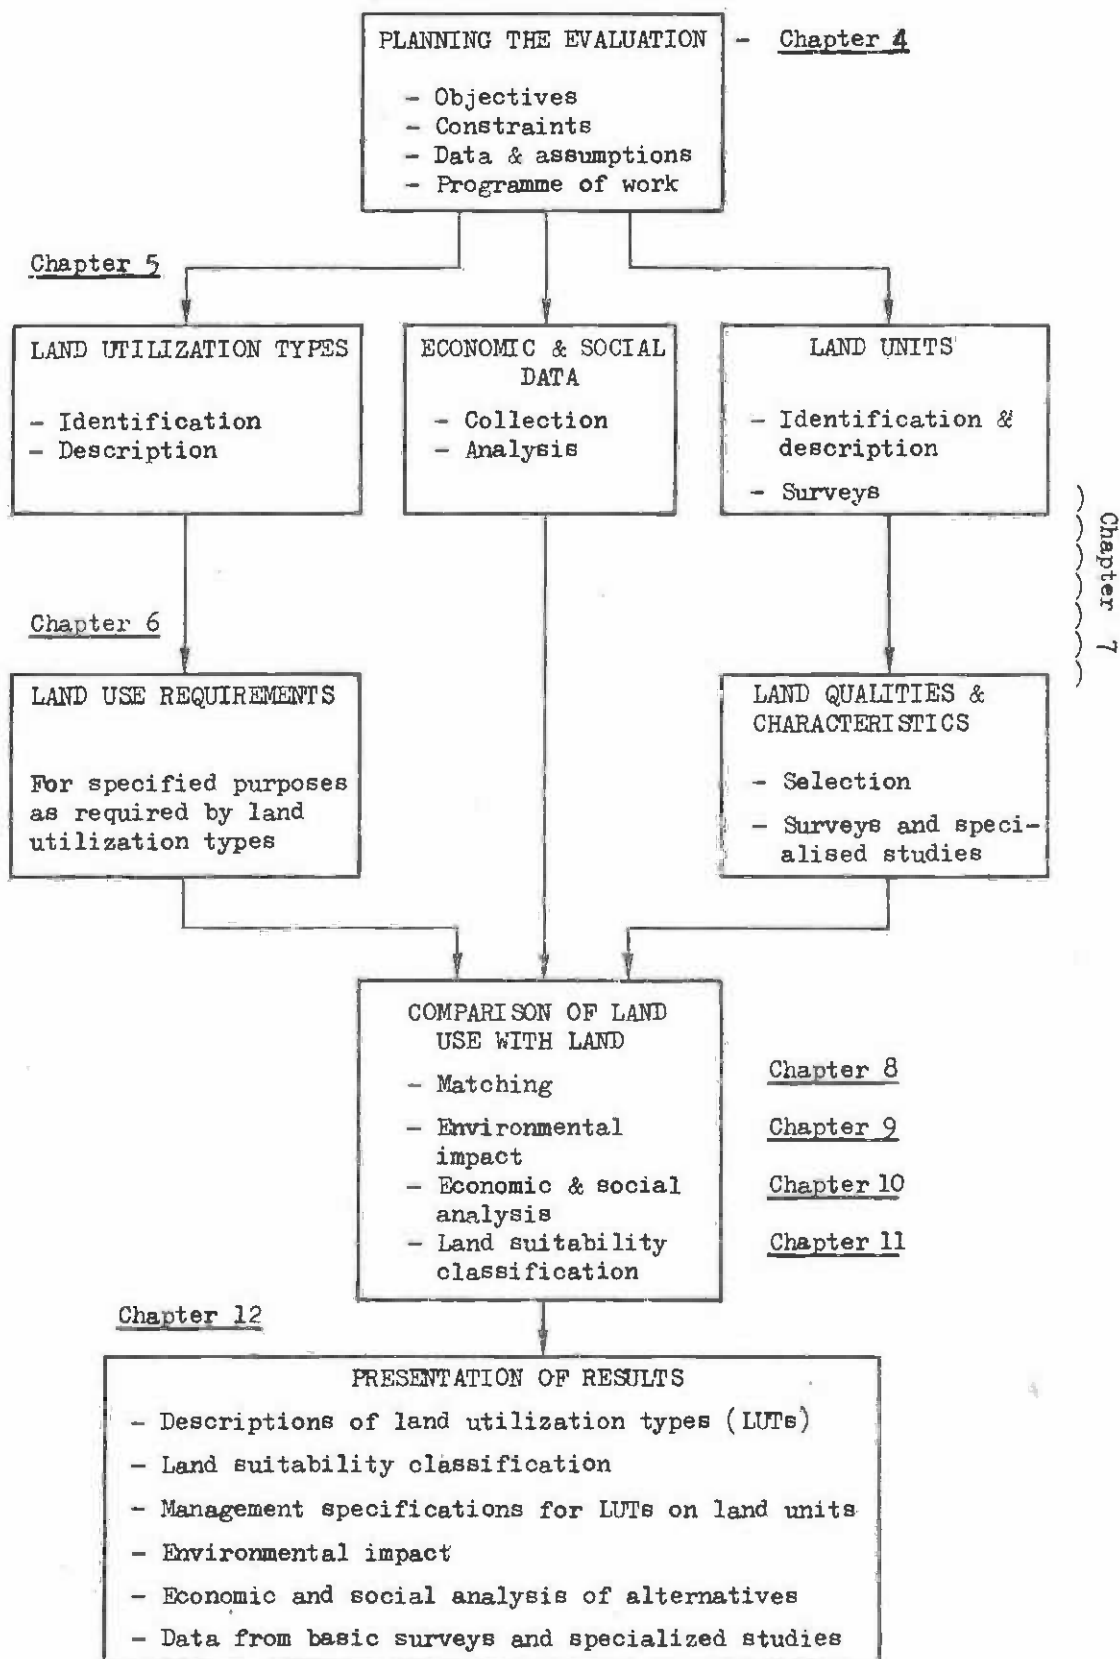 PLANNING THE EVALUATION - Chapter 4
- Objectives
- Constraints
- Data & assumptions
- Programme of work
Chapter 5
LAND UTILIZATION TYPES
- Identification
- Description
ECONOMIC & SOCIAL
DATA
- Collection
- Analysis
LAND UNITS
- Identification &
description
- Surveys
Chapter 7
Chapter 6
LAND USE REQUIREMENTS
For specified purposes
as required by land
utilization types
LAND QUALITIES &
CHARACTERISTICS
- Selection
- Surveys and speci-
alised studies
COMPARISON OF LAND
USE WITH LAND
- Matching
Chapter 8
- Environmental
impact
Chapter 9
- Economic & social
analysis
Chapter 10
- Land suitability
classification
Chapter 11
Chapter 12
PRESENTATION OF RESULTS
- Descriptions of land utilization types (LUTs)
- Land suitability classification
- Management specifications for LUTs on land units
- Environmental impact
- Economic and social analysis of alternatives
- Data from basic surveys and specialized studies